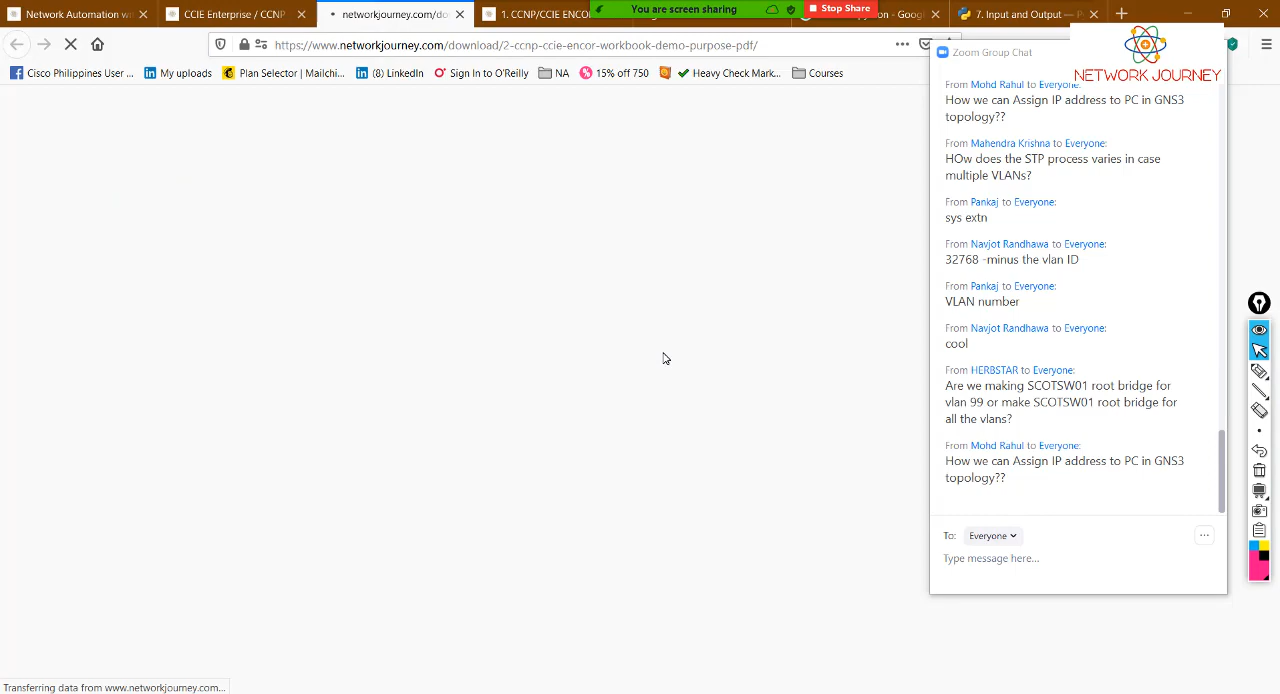 Network Automation wit
CCIE Enterprise / CCNP
networkjourney.com/do
1. CCNP/CCIE ENCO
You are screen sharing
Stop Share
on - Goog
7. Input and Output — P
https://www.networkjourney.com/download/2-ccnp-ccie-encor-workbook-demo-purpose-pdf/
Cisco Philippines User ...
My uploads
Plan Selector | Mailchi...
(8) LinkedIn
Sign In to O'Reilly
NA
15% off 750
Heavy Check Mark...
Courses
NETWORK JOURNEY
Zoom Group Chat
From Mohd Rahul to Everyone:
How we can Assign IP address to PC in GNS3
topology??
From Mahendra Krishna to Everyone:
HOw does the STP process varies in case
multiple VLANs?
From Pankaj to Everyone:
sys extn
From Navjot Randhawa to Everyone:
32768 -minus the vlan ID
From Pankaj to Everyone:
VLAN number
From Navjot Randhawa to Everyone:
cool
From HERBSTAR to Everyone:
Are we making SCOTSW01 root bridge for
vlan 99 or make SCOTSW01 root bridge for
all the vlans?
From Mohd Rahul to Everyone:
How we can Assign IP address to PC in GNS3
topology??
To: Everyone
Type message here...
Transferring data from www.networkjourney.com...